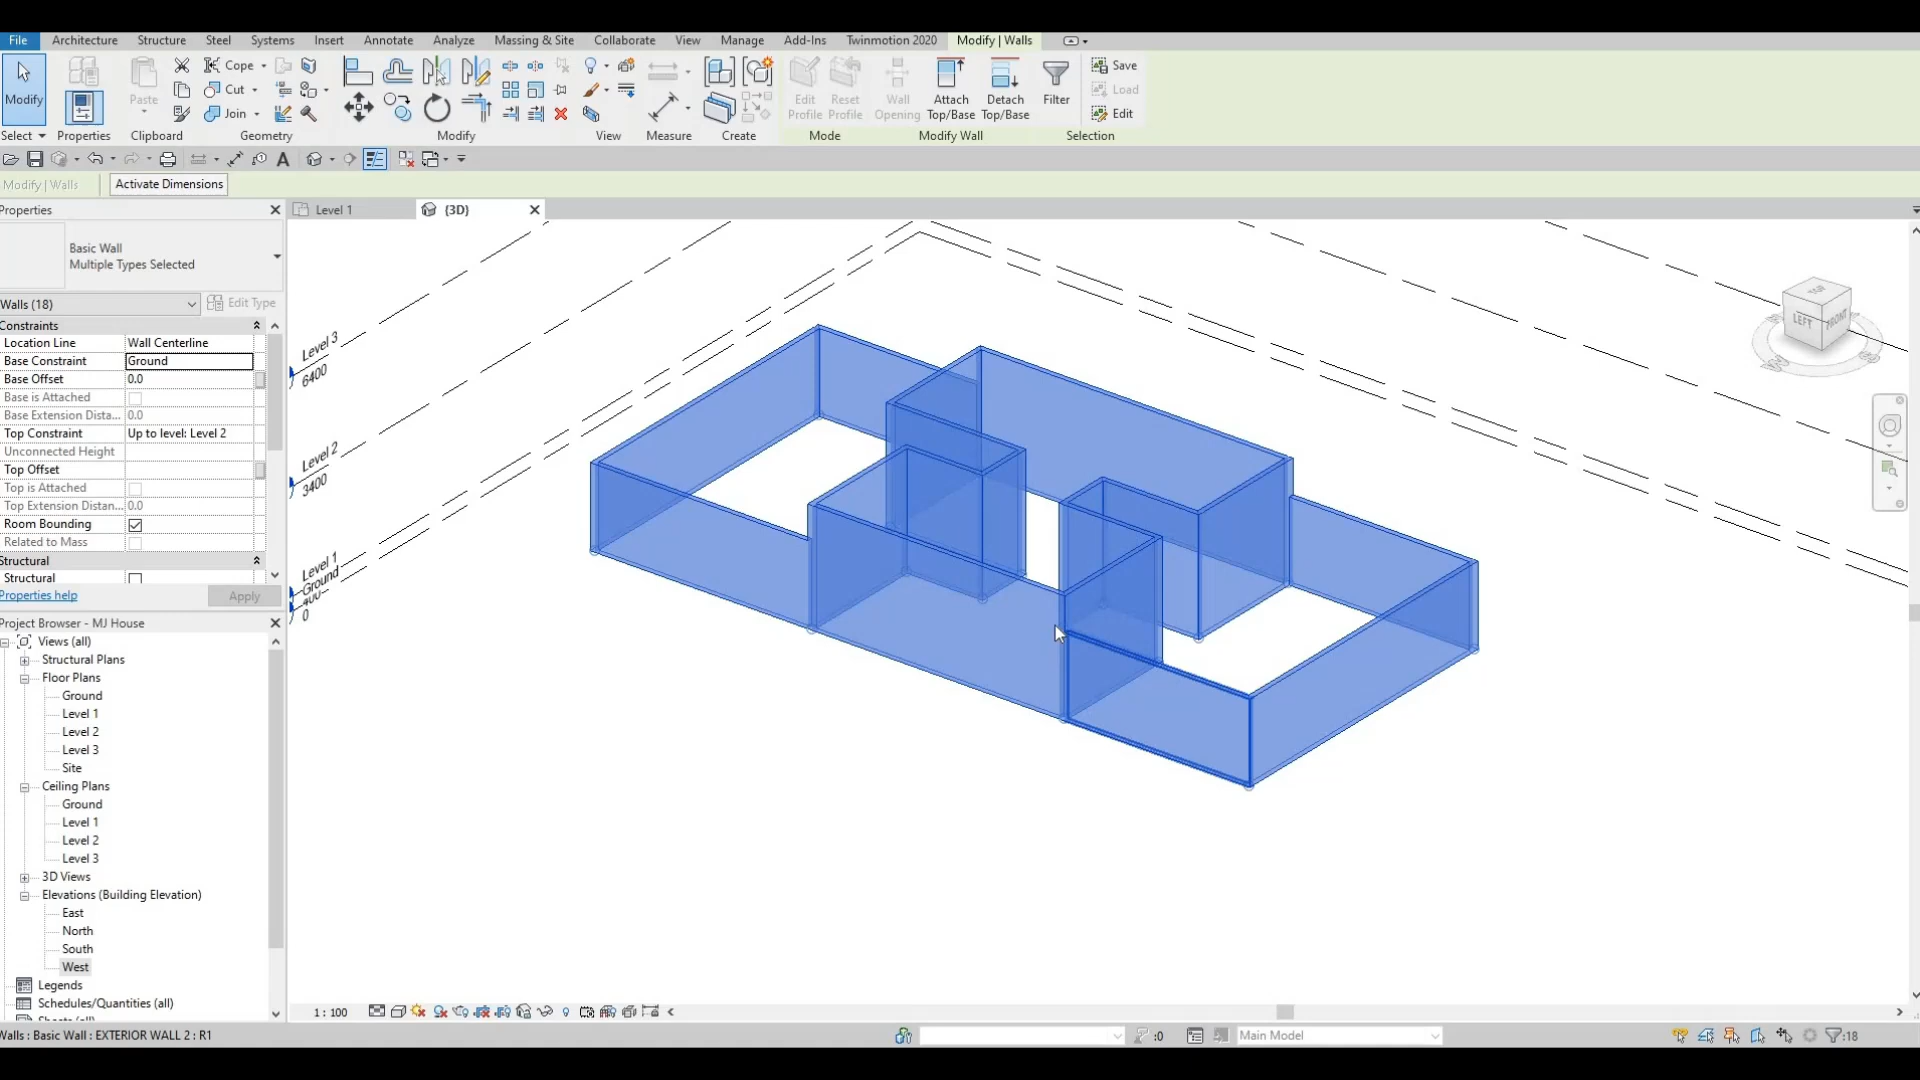 File Architecture Structure Steel Systems Insert Annotate Analyze Massing & Site Collaborate View Manage Add-Ins Twinmotion 2020 Modify | Walls
Modify
Select
Properties
Paste
Clipboard
Cope
Cut
Join
Geometry
Modify
View
Measure
Create
Edit Profile
Reset Profile
Mode
Wall Opening
Attach Top/Base
Detach Top/Base
Modify Wall
Filter
Save
Load
Edit
Selection
A
Modify | Walls Activate Dimensions
Properties
Level 1
{3D}
Basic Wall
Multiple Types Selected
Walls (18) Edit Type
Constraints
Location Line Wall Centerline
Base Constraint Ground
Base Offset 0.0
Base is Attached
Base Extension Dista... 0.0
Top Constraint Up to level: Level 2
Unconnected Height
Top Offset
Top is Attached
Top Extension Distan... 0.0
Room Bounding
Related to Mass
Structural
Structural
Properties help Apply
Project Browser - MJ House
Views (all)
Structural Plans
Floor Plans
Ground
Level 1
Level 2
Level 3
Site
Ceiling Plans
Ground
Level 1
Level 2
Level 3
3D Views
Elevations (Building Elevation)
East
North
South
West
Legends
Schedules/Quantities (all)
Level 3
6400
Level 2
3400
Level 1
Ground
400
0
TOP
LEFT
FRONT
1 : 100
Walls : Basic Wall : EXTERIOR WALL 2 : R1
:0
Main Model
:18